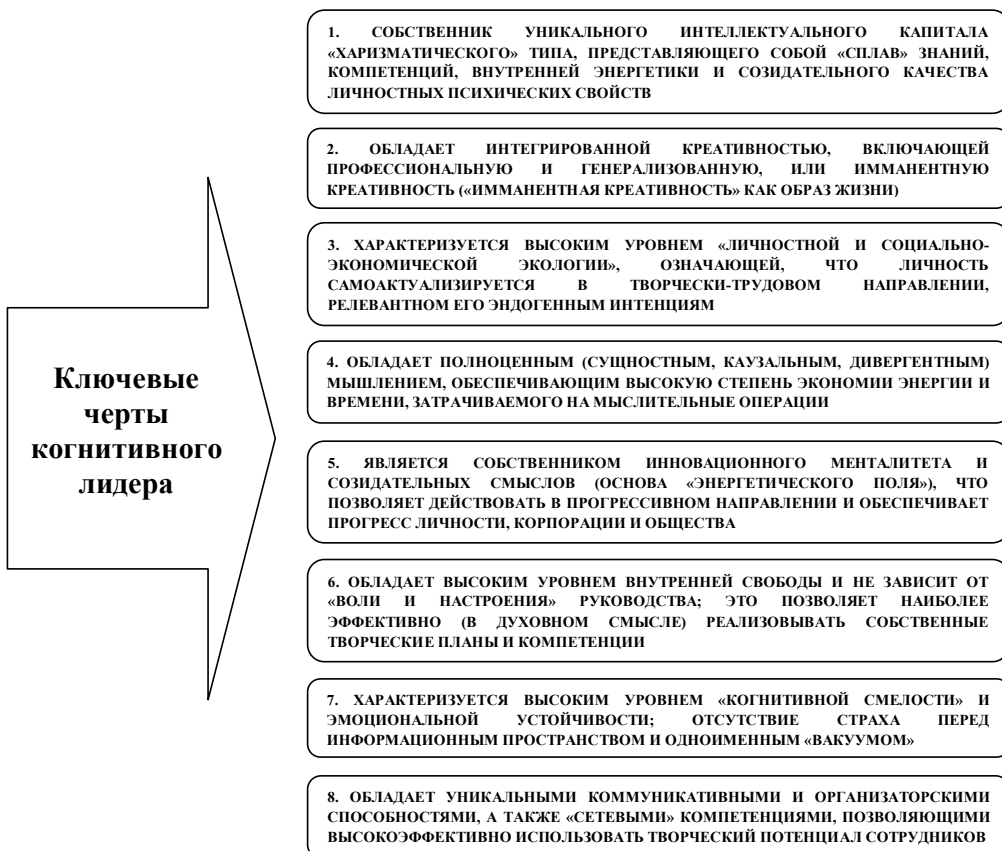 Ключевые
черты
когнитивного
лидера
1. СОБСТВЕННИК УНИКАЛЬНОГО ИНТЕЛЛЕКТУАЛЬНОГО КАПИТАЛА
«ХАРИЗМАТИЧЕСКОГО» ТИПА, ПРЕДСТАВЛЯЮЩЕГО СОБОЙ «СПЛАВ» ЗНАНИЙ,
КОМПЕТЕНЦИЙ, ВНУТРЕННЕЙ ЭНЕРГЕТИКИ И СОЗИДАТЕЛЬНОГО КАЧЕСТВА
ЛИЧНОСТНЫХ ПСИХИЧЕСКИХ СВОЙСТВ
2. ОБЛАДАЕТ ИНТЕГРИРОВАННОЙ КРЕАТИВНОСТЬЮ, ВКЛЮЧАЮЩЕЙ
ПРОФЕССИОНАЛЬНУЮ И ГЕНЕРАЛИЗОВАННУЮ, ИЛИ ИММАНЕНТНУЮ
КРЕАТИВНОСТЬ («ИММАНЕНТНАЯ КРЕАТИВНОСТЬ» КАК ОБРАЗ ЖИЗНИ)
3. ХАРАКТЕРИЗУЕТСЯ ВЫСОКИМ УРОВНЕМ «ЛИЧНОСТНОЙ И СОЦИАЛЬНО-
ЭКОНОМИЧЕСКОЙ ЭКОЛОГИИ», ОЗНАЧАЮЩЕЙ, ЧТО ЛИЧНОСТЬ
САМОАКТУАЛИЗИРУЕТСЯ В ТВОРЧЕСКИ-ТРУДОВОМ НАПРАВЛЕНИИ,
РЕЛЕВАНТНОМ ЕГО ЭНДОГЕННЫМ ИНТЕНЦИЯМ
4. ОБЛАДАЕТ ПОЛНОЦЕННЫМ (СУЩНОСТНЫМ, КАУЗАЛЬНЫМ, ДИВЕРГЕНТНЫМ)
МЫШЛЕНИЕМ, ОБЕСПЕЧИВАЮЩИМ ВЫСОКУЮ СТЕПЕНЬ ЭКОНОМИИ ЭНЕРГИИ И
ВРЕМЕНИ, ЗАТРАЧИВАЕМОГО НА МЫСЛИТЕЛЬНЫЕ ОПЕРАЦИИ
5. ЯВЛЯЕТСЯ СОБСТВЕННИКОМ ИННОВАЦИОННОГО МЕНТАЛИТЕТА И
СОЗИДАТЕЛЬНЫХ СМЫСЛОВ (ОСНОВА «ЭНЕРГЕТИЧЕСКОГО ПОЛЯ»), ЧТО
ПОЗВОЛЯЕТ ДЕЙСТВОВАТЬ В ПРОГРЕССИВНОМ НАПРАВЛЕНИИ И ОБЕСПЕЧИВАЕТ
ПРОГРЕСС ЛИЧНОСТИ, КОРПОРАЦИИ И ОБЩЕСТВА
6. ОБЛАДАЕТ ВЫСОКИМ УРОВНЕМ ВНУТРЕННЕЙ СВОБОДЫ И НЕ ЗАВИСИТ ОТ
«ВОЛИ И НАСТРОЕНИЯ» РУКОВОДСТВА; ЭТО ПОЗВОЛЯЕТ НАИБОЛЕЕ
ЭФФЕКТИВНО (В ДУХОВНОМ СМЫСЛЕ) РЕАЛИЗОВЫВАТЬ СОБСТВЕННЫЕ
ТВОРЧЕСКИЕ ПЛАНЫ И КОМПЕТЕНЦИИ
7. ХАРАКТЕРИЗУЕТСЯ ВЫСОКИМ УРОВНЕМ «КОГНИТИВНОЙ СМЕЛОСТИ» И
ЭМОЦИОНАЛЬНОЙ УСТОЙЧИВОСТИ; ОТСУТСТВИЕ СТРАХА ПЕРЕД
ИНФОРМАЦИОННЫМ ПРОСТРАНСТВОМ И ОДНОИМЕННЫМ «ВАКУУМОМ»
8. ОБЛАДАЕТ УНИКАЛЬНЫМИ КОММУНИКАТИВНЫМИ И ОРГАНИЗАТОРСКИМИ
СПОСОБНОСТЯМИ, А ТАКЖЕ «СЕТЕВЫМИ» КОМПЕТЕНЦИЯМИ, ПОЗВОЛЯЮЩИМИ
ВЫСОКОЭФФЕКТИВНО ИСПОЛЬЗОВАТЬ ТВОРЧЕСКИЙ ПОТЕНЦИАЛ СОТРУДНИКОВ